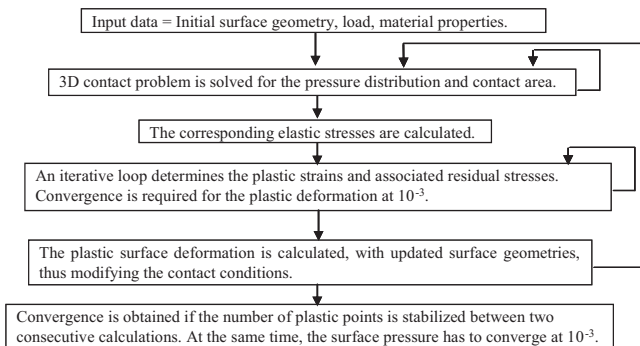 Input data = Initial surface geometry, load, material properties.
3D contact problem is solved for the pressure distribution and contact area.
The corresponding elastic stresses are calculated.
An iterative loop determines the plastic strains and associated residual stresses.
Convergence is required for the plastic deformation at 10⁻³.
The plastic surface deformation is calculated, with updated surface geometries,
thus modifying the contact conditions.
Convergence is obtained if the number of plastic points is stabilized between two
consecutive calculations. At the same time, the surface pressure has to converge at 10⁻³.